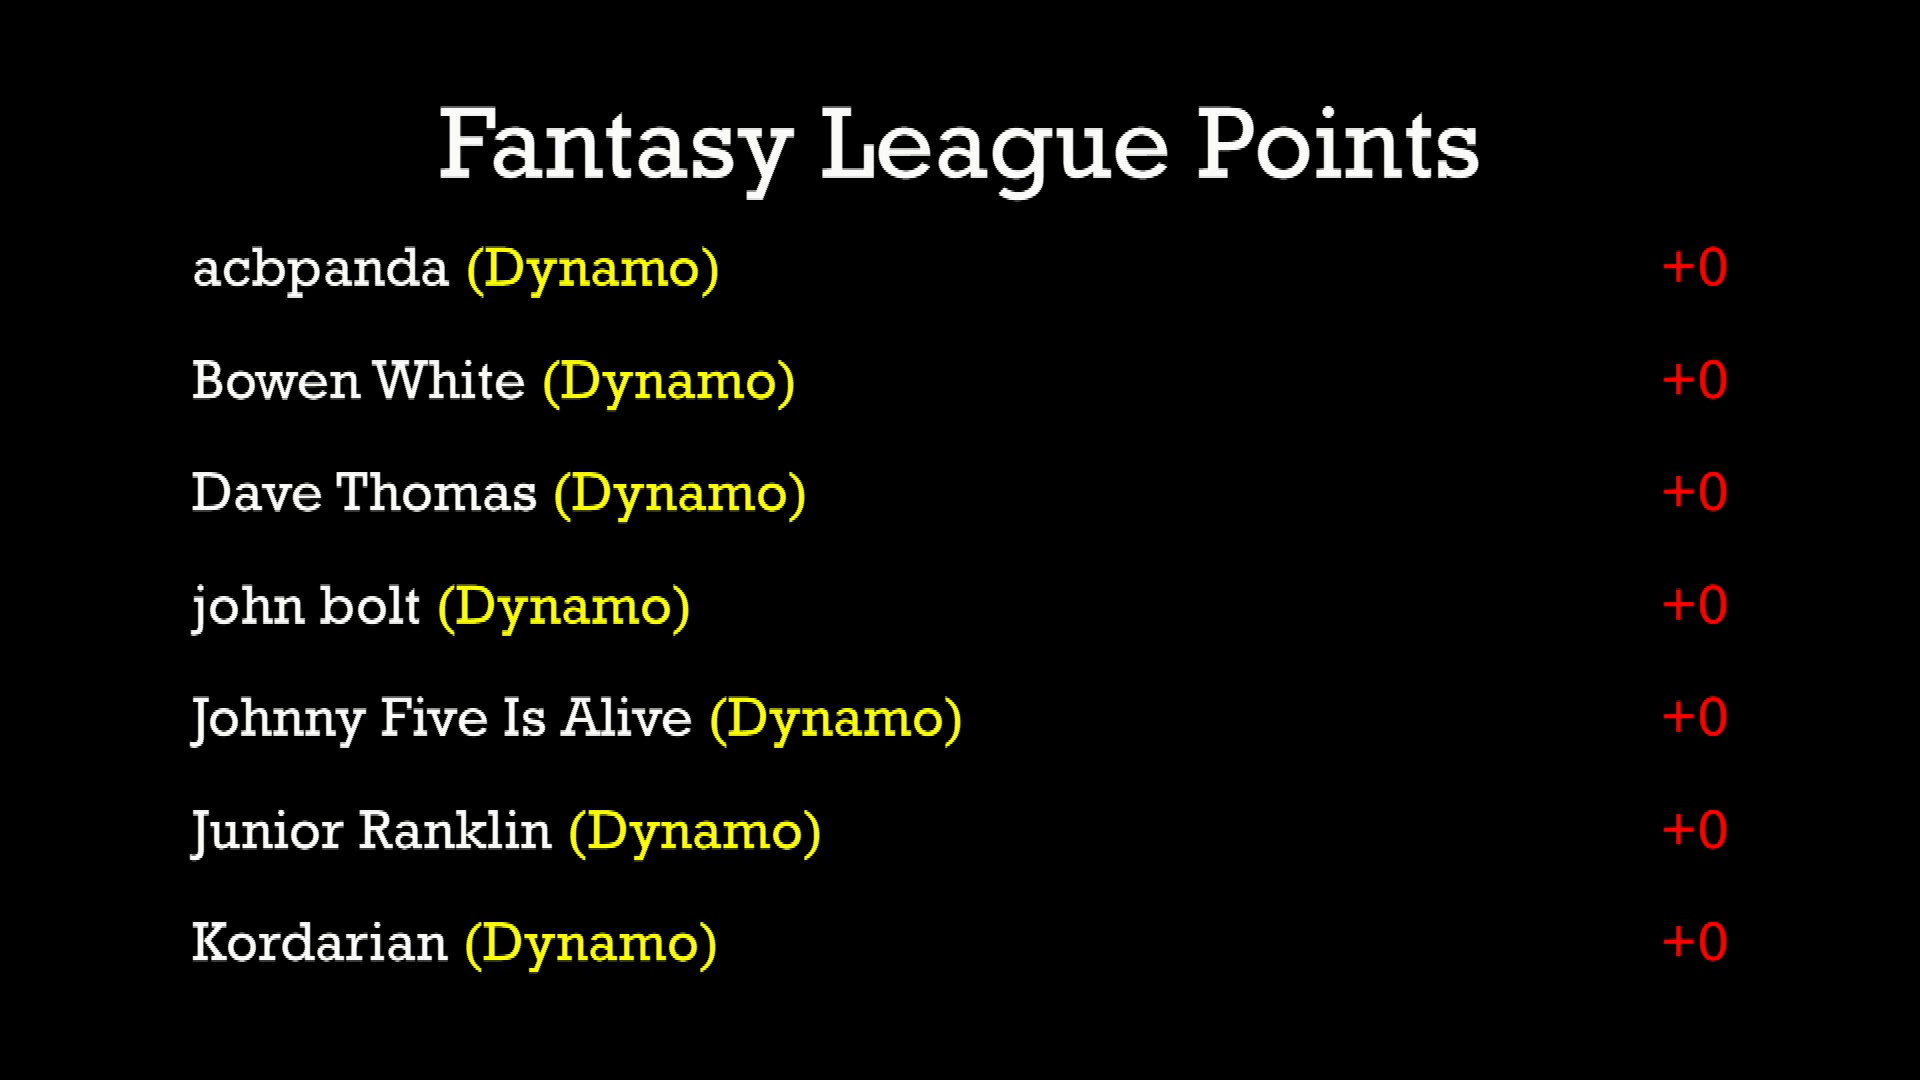 Fantasy League Points
acbpanda (Dynamo) +0
Bowen White (Dynamo) +0
Dave Thomas (Dynamo) +0
john bolt (Dynamo) +0
Johnny Five Is Alive (Dynamo) +0
Junior Ranklin (Dynamo) +0
Kordarian (Dynamo) +0